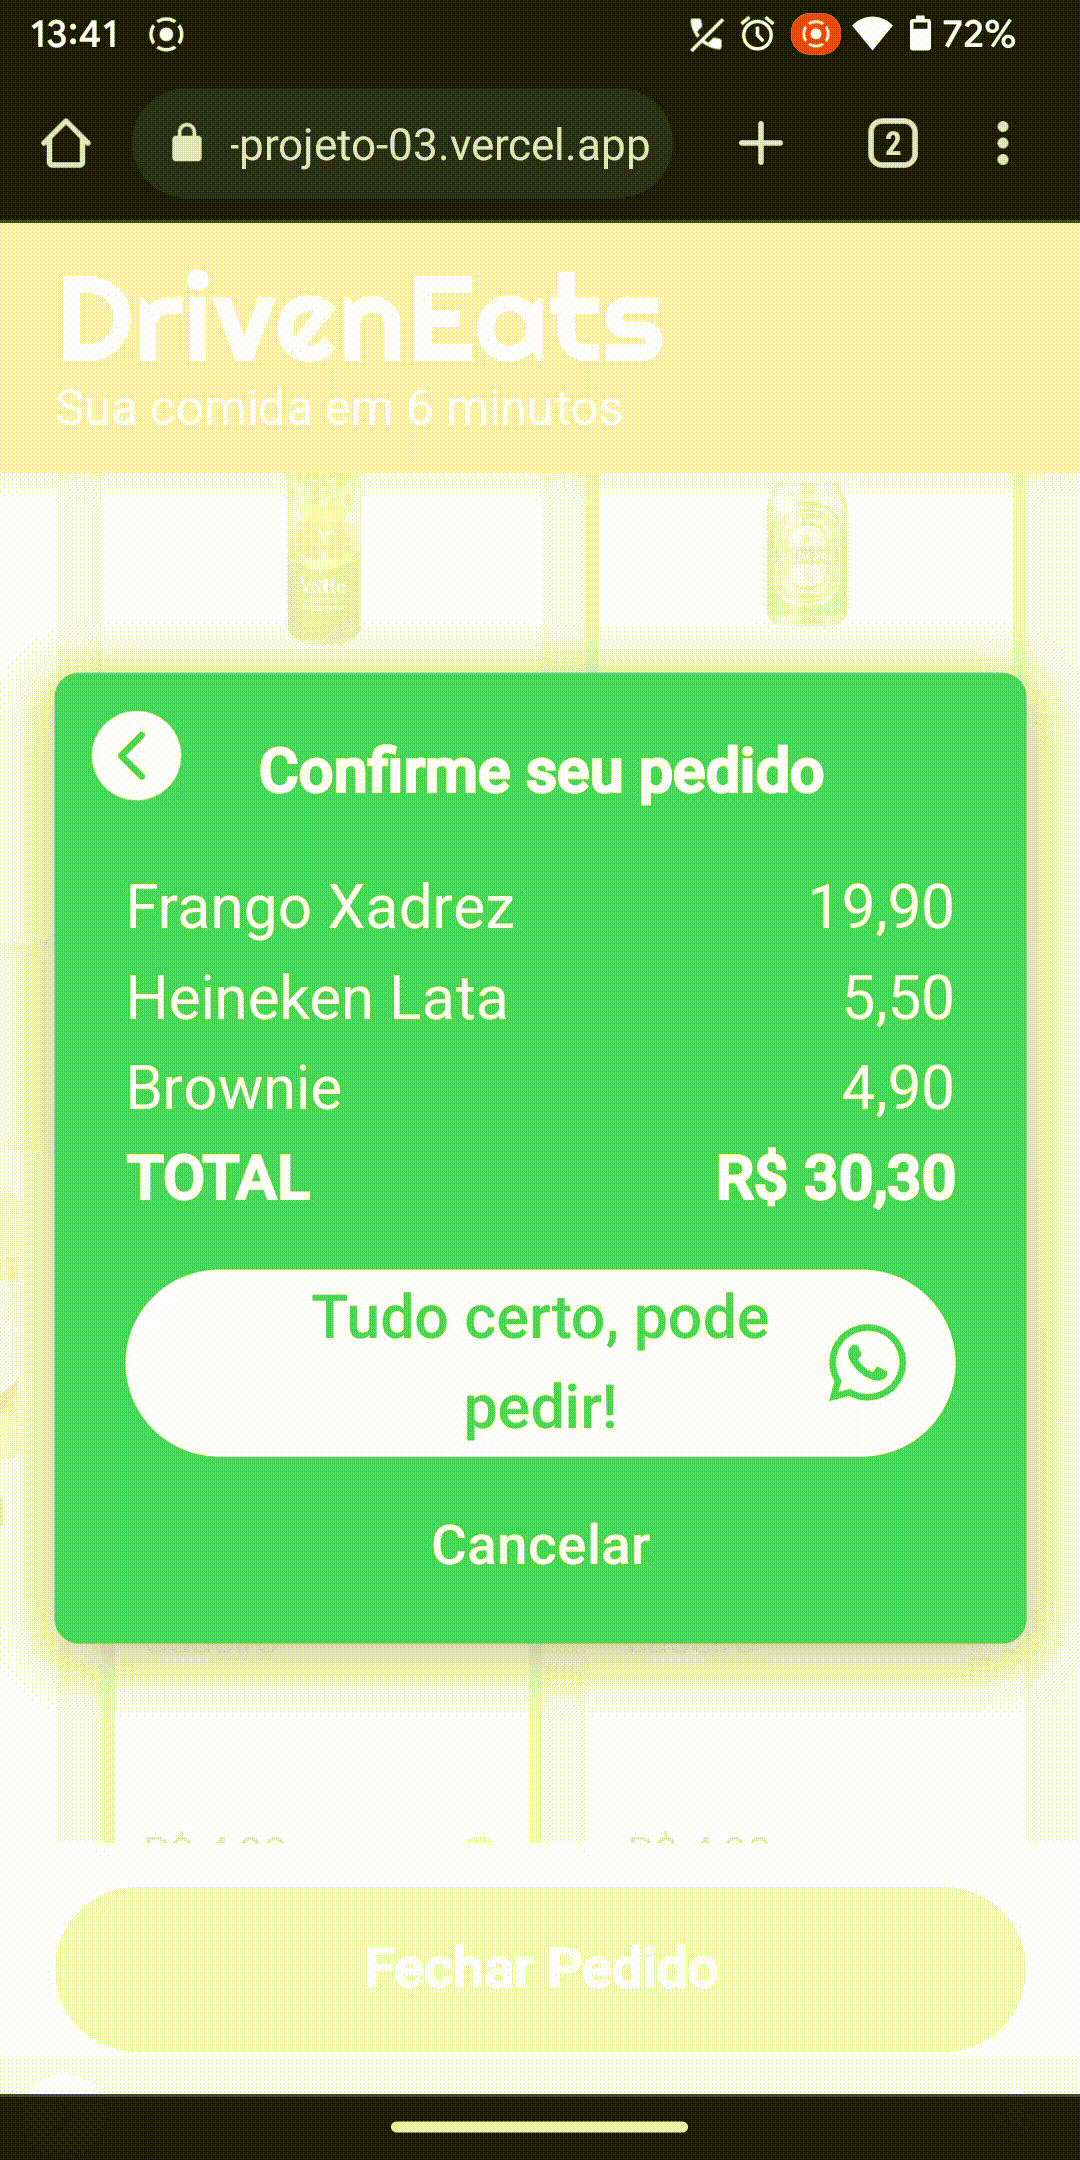 13:41
72%
-projeto-03.vercel.app
2
DrivenEats
Sua comida em 6 minutos
Valle
Confirme seu pedido
Frango Xadrez 19,90
Heineken Lata 5,50
Brownie 4,90
TOTAL R$ 30,30
Tudo certo, pode
pedir!
Cancelar
Fechar Pedido